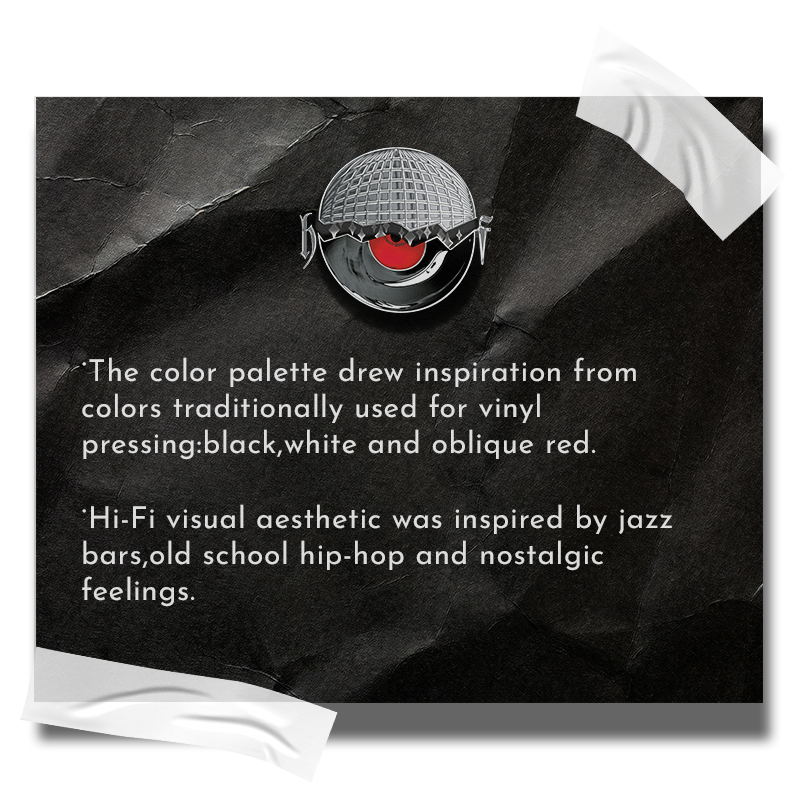 h f
·The color palette drew inspiration from
colors traditionally used for vinyl
pressing:black,white and oblique red.
·Hi-Fi visual aesthetic was inspired by jazz
bars,old school hip-hop and nostalgic
feelings.